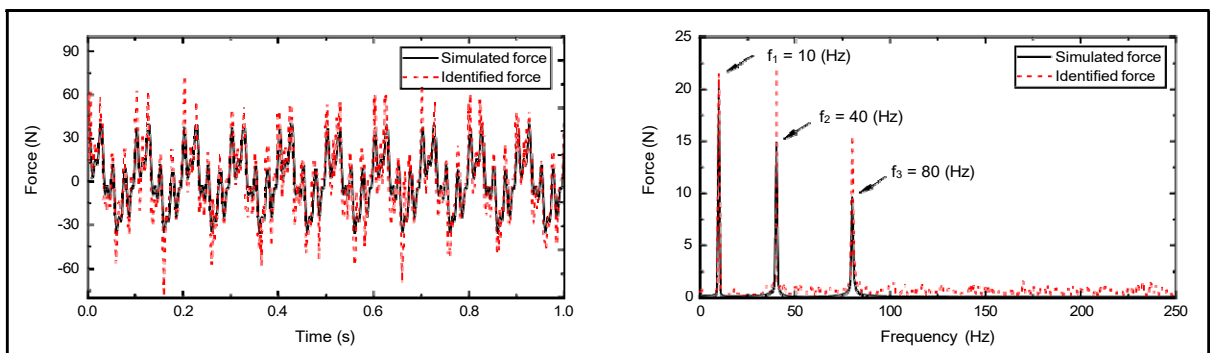 Force (N)
90
60
30
0
-30
-60
0.0
0.2
0.4
0.6
0.8
1.0
Time (s)
Simulated force
Identified force
Force (N)
25
20
15
10
5
0
0
50
100
150
200
250
Frequency (Hz)
Simulated force
Identified force
f₁ = 10 (Hz)
f₂ = 40 (Hz)
f₃ = 80 (Hz)